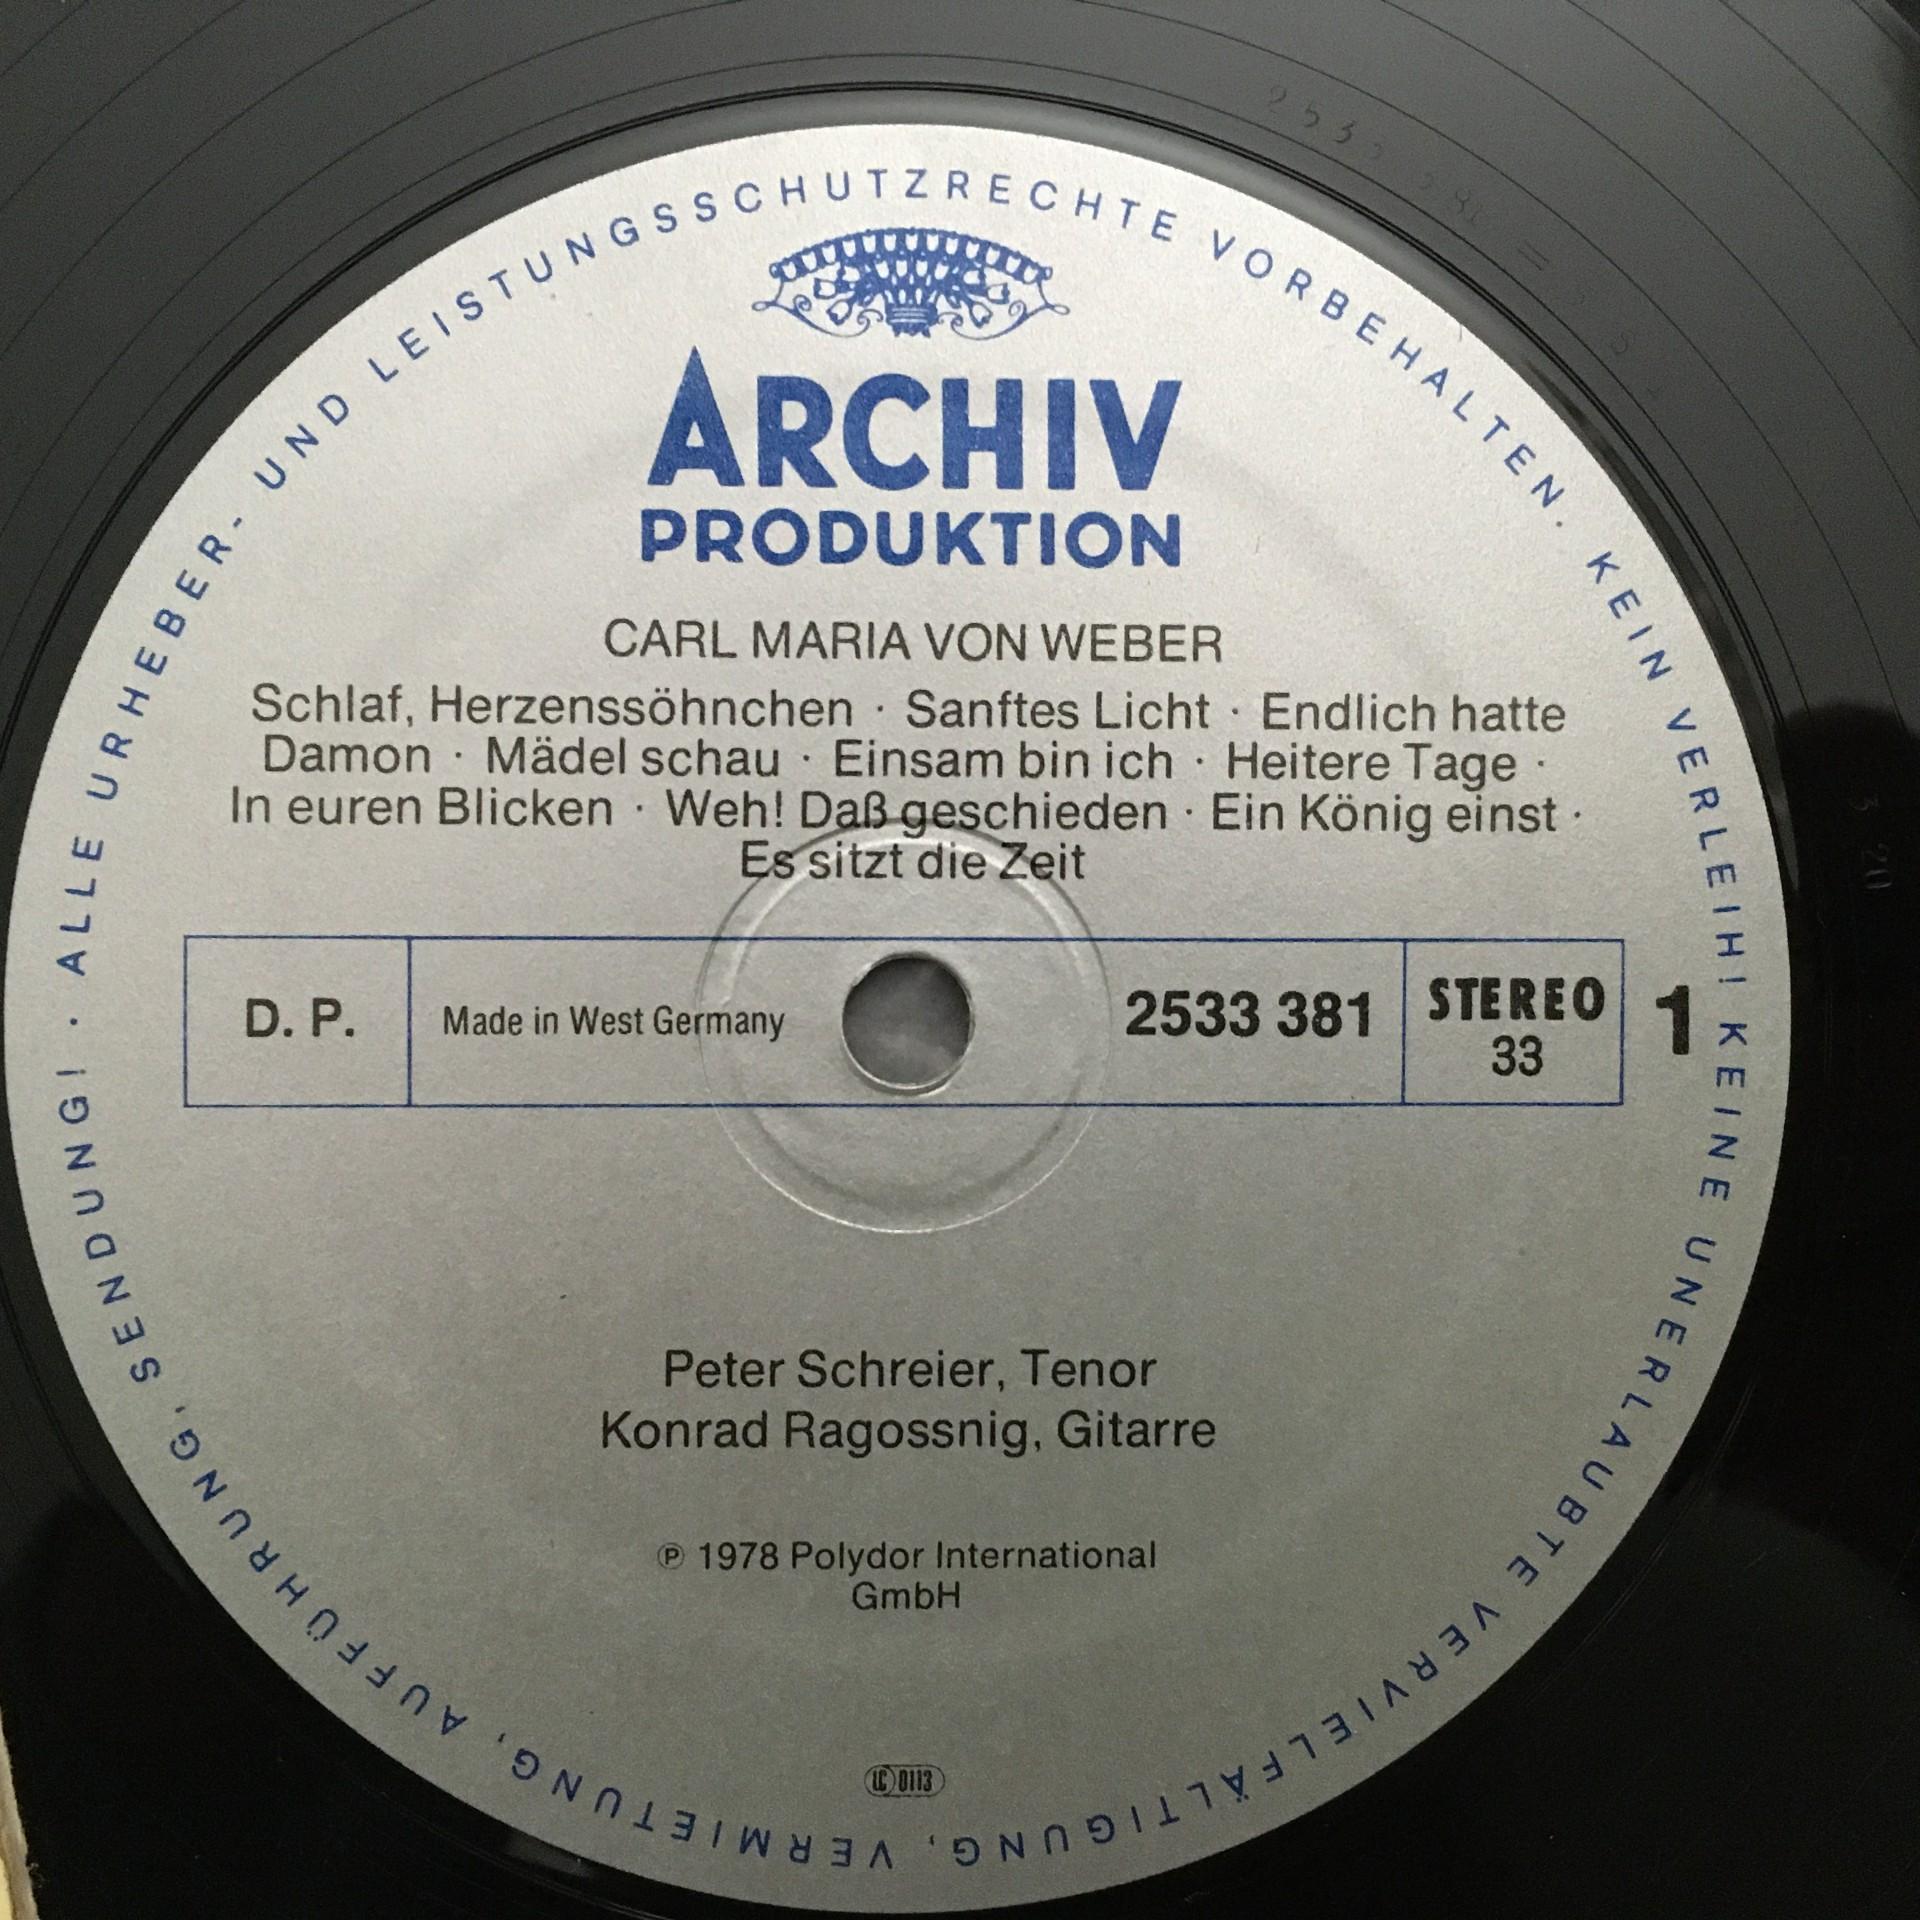 ALLE URHEBER- UND LEISTUNGSSCHUTZRECHTE VORBEHALTEN. KEIN VERLEIH! KEINE UNERLAUBTE VERVIELFÄLTIGUNG, VERMIETUNG, AUFFÜHRUNG, SENDUNG! ·
ARCHIV
PRODUKTION
CARL MARIA VON WEBER
Schlaf, Herzenssöhnchen · Sanftes Licht · Endlich hatte
Damon · Mädel schau · Einsam bin ich · Heitere Tage ·
In euren Blicken · Weh! Daß geschieden · Ein König einst ·
Es sitzt die Zeit
D. P.
Made in West Germany
2533 381
STEREO
33
1
Peter Schreier, Tenor
Konrad Ragossnig, Gitarre
℗ 1978 Polydor International
GmbH
LC 0113